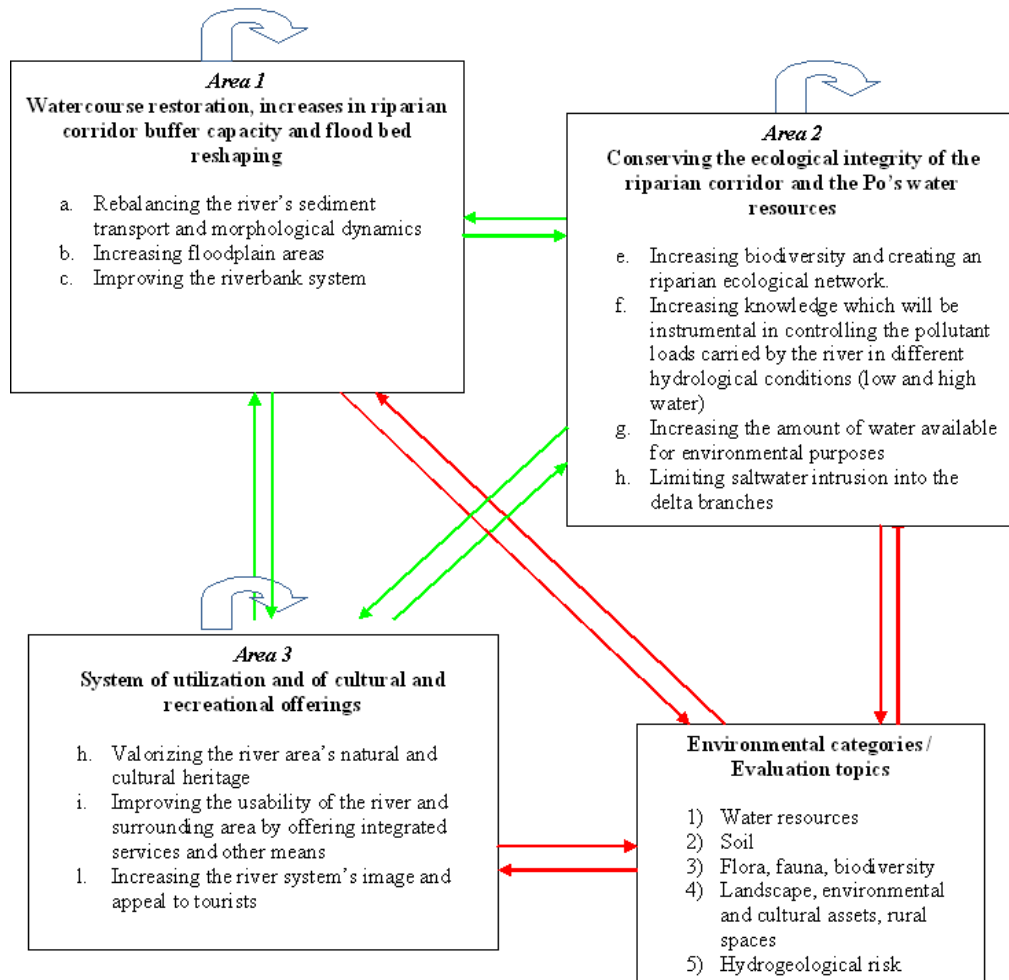 Area 1
Watercourse restoration, increases in riparian
corridor buffer capacity and flood bed
reshaping
a. Rebalancing the river's sediment
transport and morphological dynamics
b. Increasing floodplain areas
c. Improving the riverbank system
Area 2
Conserving the ecological integrity of the
riparian corridor and the Po's water
resources
e. Increasing biodiversity and creating an
riparian ecological network.
f. Increasing knowledge which will be
instrumental in controlling the pollutant
loads carried by the river in different
hydrological conditions (low and high
water)
g. Increasing the amount of water available
for environmental purposes
h. Limiting saltwater intrusion into the
delta branches
Area 3
System of utilization and of cultural and
recreational offerings
h. Valorizing the river area's natural and
cultural heritage
i. Improving the usability of the river and
surrounding area by offering integrated
services and other means
l. Increasing the river system's image and
appeal to tourists
Environmental categories /
Evaluation topics
1) Water resources
2) Soil
3) Flora, fauna, biodiversity
4) Landscape, environmental
and cultural assets, rural
spaces
5) Hydrogeological risk